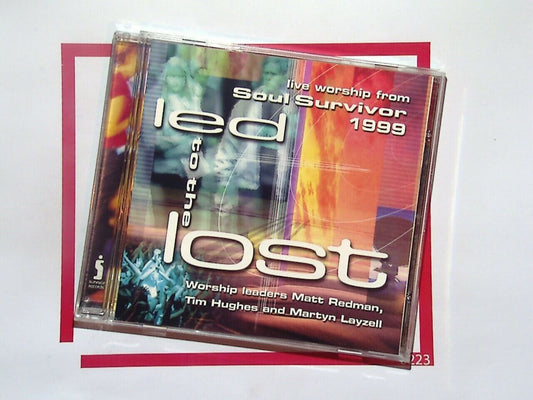 live worship from
Soul Survivor
1999
led
to the
lost
Worship leaders Matt Redman,
Tim Hughes and Martyn Layzell
223